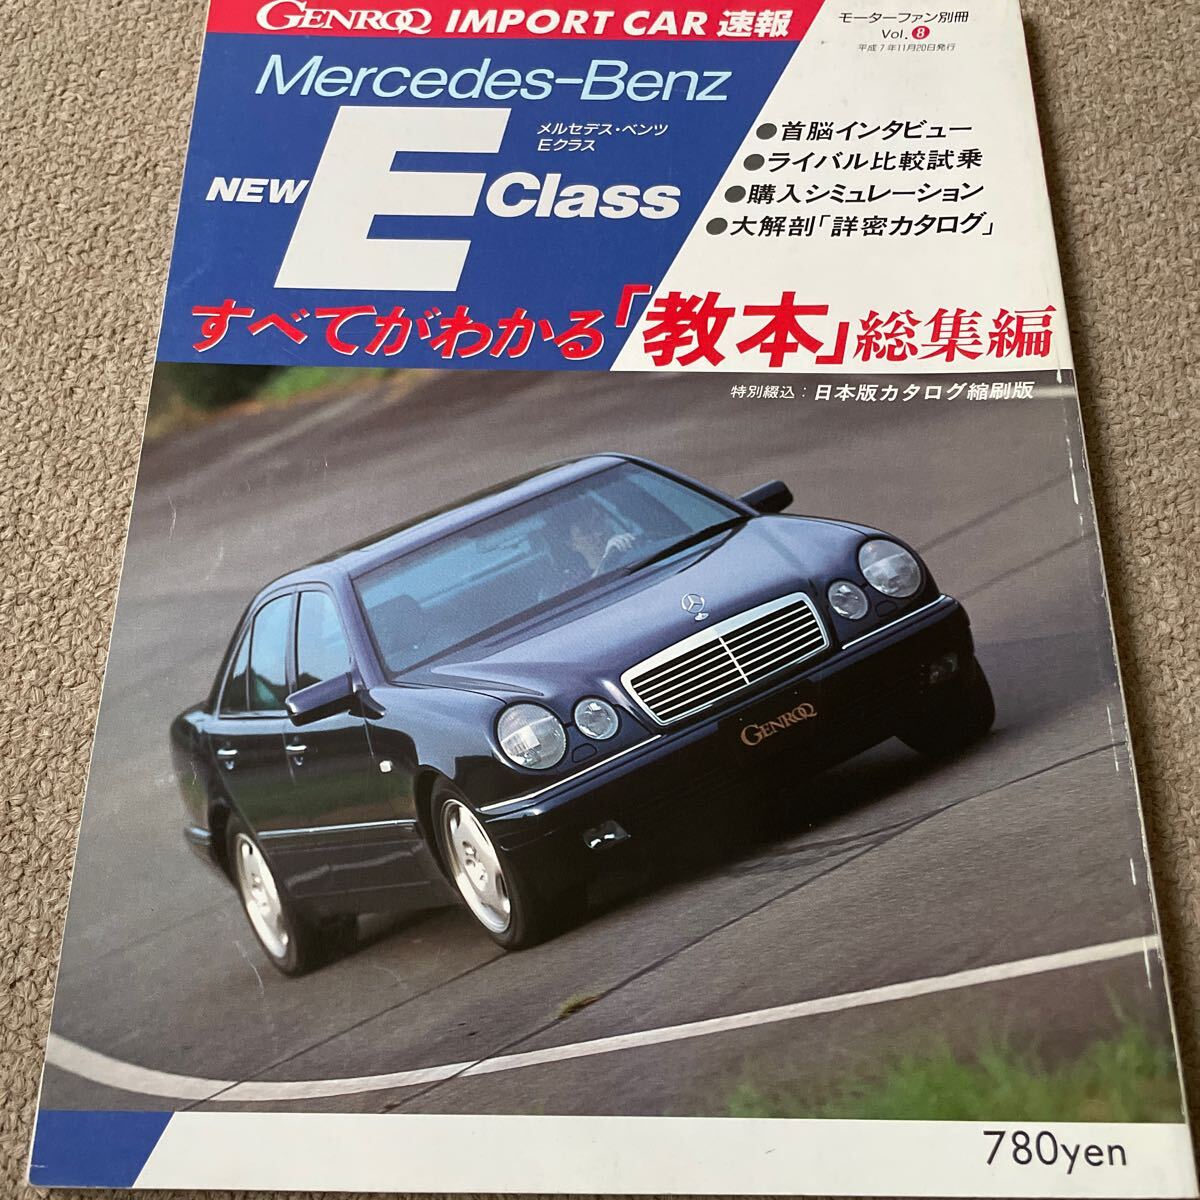 GENROQ IMPORT CAR 速報
モーターファン別冊
Vol. 8
平成7年11月20日発行
Mercedes-Benz
メルセデス・ベンツ
Eクラス
NEW E Class
●首脳インタビュー
●ライバル比較試乗
●購入シミュレーション
●大解剖「詳密カタログ」
すべてがわかる「教本」総集編
特別綴込：日本版カタログ縮刷版
GENROQ
780yen